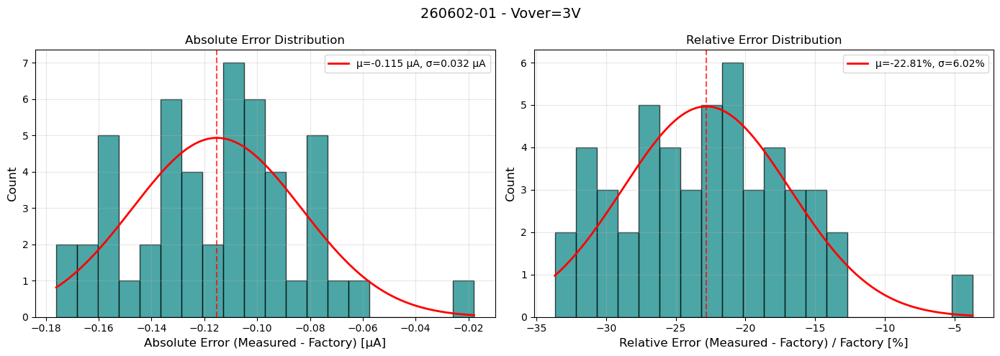 260602-01 - Vover=3V
Absolute Error Distribution
7
6
5
4
3
2
1
0
Count
μ=-0.115 μA, σ=0.032 μA
−0.18 −0.16 −0.14 −0.12 −0.10 −0.08 −0.06 −0.04 −0.02
Absolute Error (Measured - Factory) [μA]
Relative Error Distribution
6
5
4
3
2
1
0
Count
μ=-22.81%, σ=6.02%
−35 −30 −25 −20 −15 −10 −5
Relative Error (Measured - Factory) / Factory [%]